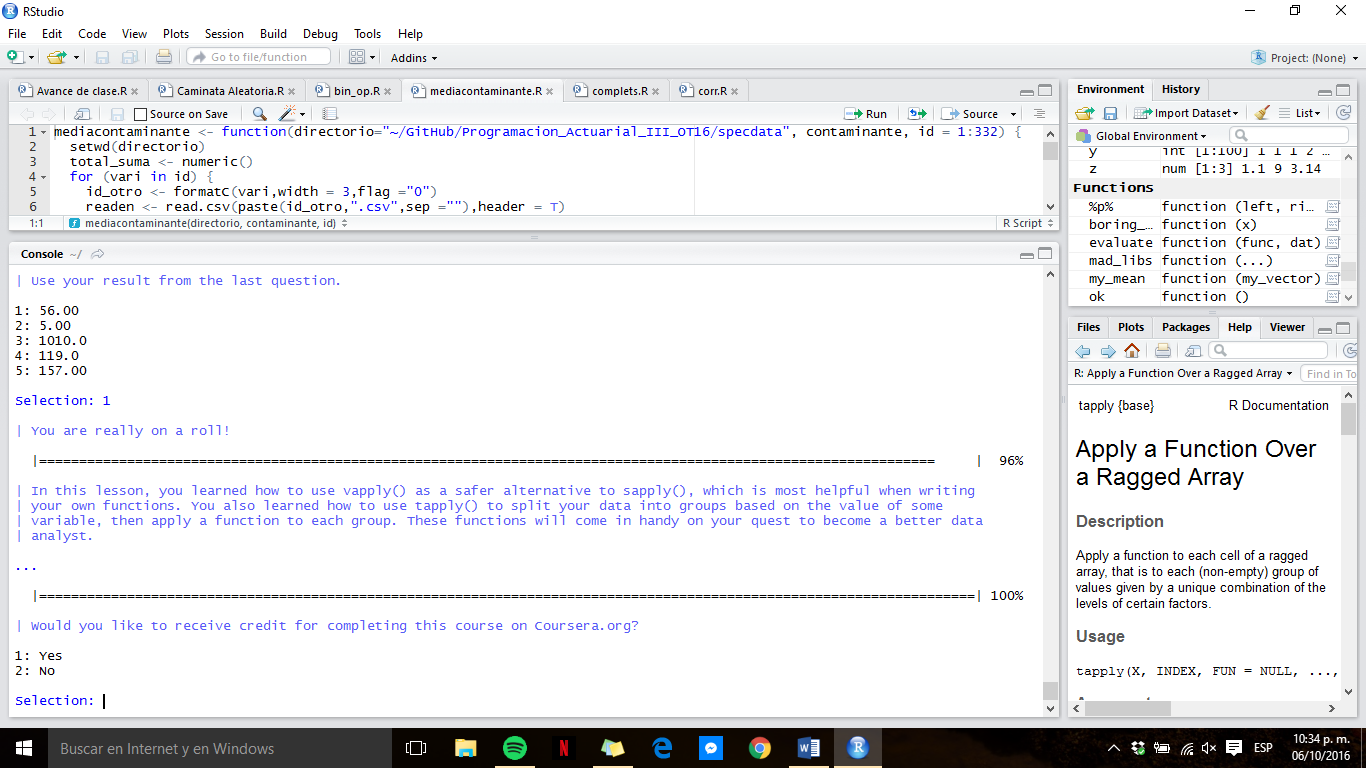 RStudio
File Edit Code View Plots Session Build Debug Tools Help
Go to file/function Addins Project: (None)
Avance de clase.R Caminata Aleatoria.R bin_op.R mediacontaminante.R complets.R corr.R
Source on Save Run Source
1 mediacontaminante <- function(directorio="~/GitHub/Programacion_Actuarial_III_OT16/specdata", contaminante, id = 1:332) {
2 setwd(directorio)
3 total_suma <- numeric()
4 for (vari in id) {
5 id_otro <- formatC(vari,width = 3,flag ="0")
6 readen <- read.csv(paste(id_otro,".csv",sep =""),header = T)
1:1 mediacontaminante(directorio, contaminante, id) R Script
Console ~/
| Use your result from the last question.
1: 56.00
2: 5.00
3: 1010.0
4: 119.0
5: 157.00
Selection: 1
| You are really on a roll!
|================================================================================================================ | 96%
| In this lesson, you learned how to use vapply() as a safer alternative to sapply(), which is most helpful when writing
| your own functions. You also learned how to use tapply() to split your data into groups based on the value of some
| variable, then apply a function to each group. These functions will come in handy on your quest to become a better data
| analyst.
...
|=====================================================================================================================| 100%
| Would you like to receive credit for completing this course on Coursera.org?
1: Yes
2: No
Selection:
Environment History
Import Dataset List
Global Environment
y int [1:100] 1 1 1 2 …
z num [1:3] 1.1 9 3.14
Functions
%p% function (left, ri…
boring_… function (x)
evaluate function (func, dat)
mad_libs function (...)
my_mean function (my_vector)
ok function ()
Files Plots Packages Help Viewer
R: Apply a Function Over a Ragged Array Find in To
tapply {base} R Documentation
Apply a Function Over
a Ragged Array
Description
Apply a function to each cell of a ragged
array, that is to each (non-empty) group of
values given by a unique combination of the
levels of certain factors.
Usage
tapply(X, INDEX, FUN = NULL, ...,
Buscar en Internet y en Windows
ESP
10:34 p. m.
06/10/2016